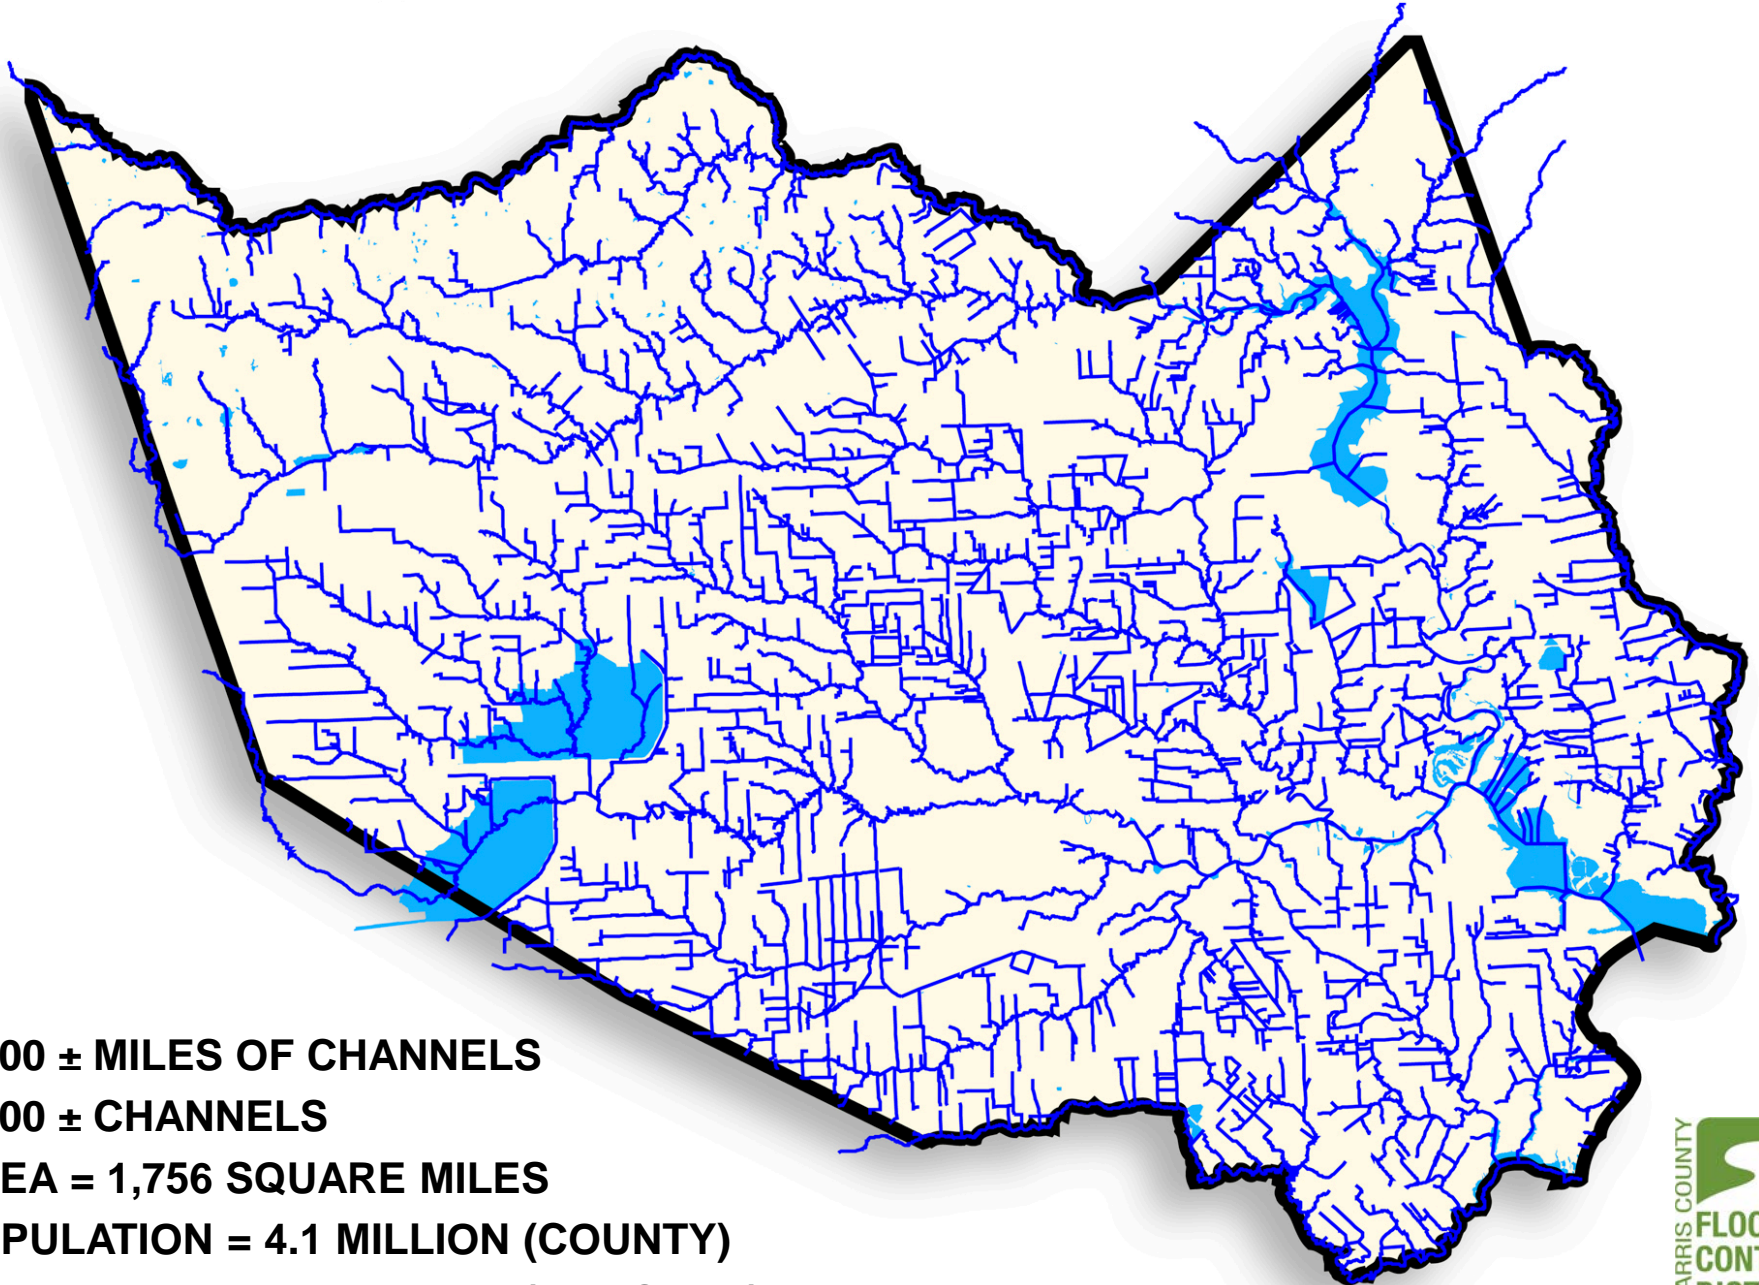 00 ± MILES OF CHANNELS
00 ± CHANNELS
EA = 1,756 SQUARE MILES
PULATION = 4.1 MILLION (COUNTY)
ARRIS COUNTY
FLOO
CONT